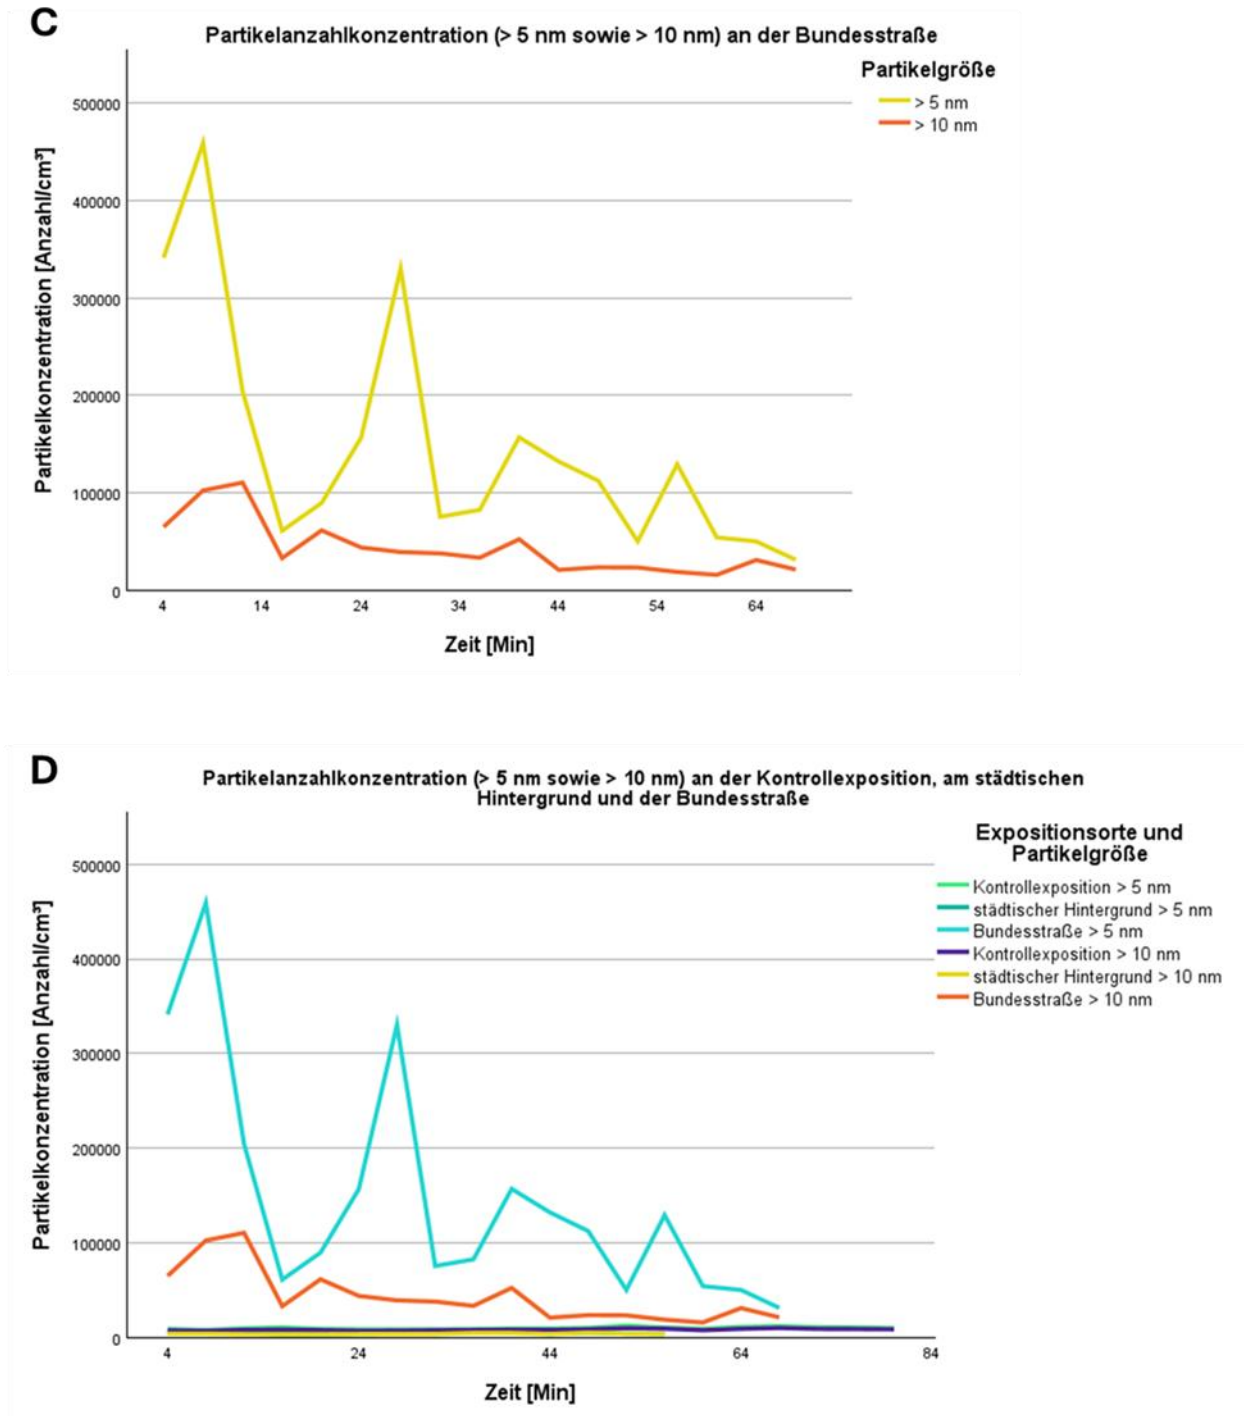 C
Partikelanzahlkonzentration (> 5 nm sowie > 10 nm) an der Bundesstraße
Partikelgröße
> 5 nm
> 10 nm
Partikelkonzentration [Anzahl/cm³]
500000
400000
300000
200000
100000
0
4 14 24 34 44 54 64
Zeit [Min]
D
Partikelanzahlkonzentration (> 5 nm sowie > 10 nm) an der Kontrollexposition, am städtischen
Hintergrund und der Bundesstraße
Expositionsorte und
Partikelgröße
Kontrollexposition > 5 nm
städtischer Hintergrund > 5 nm
Bundesstraße > 5 nm
Kontrollexposition > 10 nm
städtischer Hintergrund > 10 nm
Bundesstraße > 10 nm
Partikelkonzentration [Anzahl/cm³]
500000
400000
300000
200000
100000
0
4 24 44 64 84
Zeit [Min]